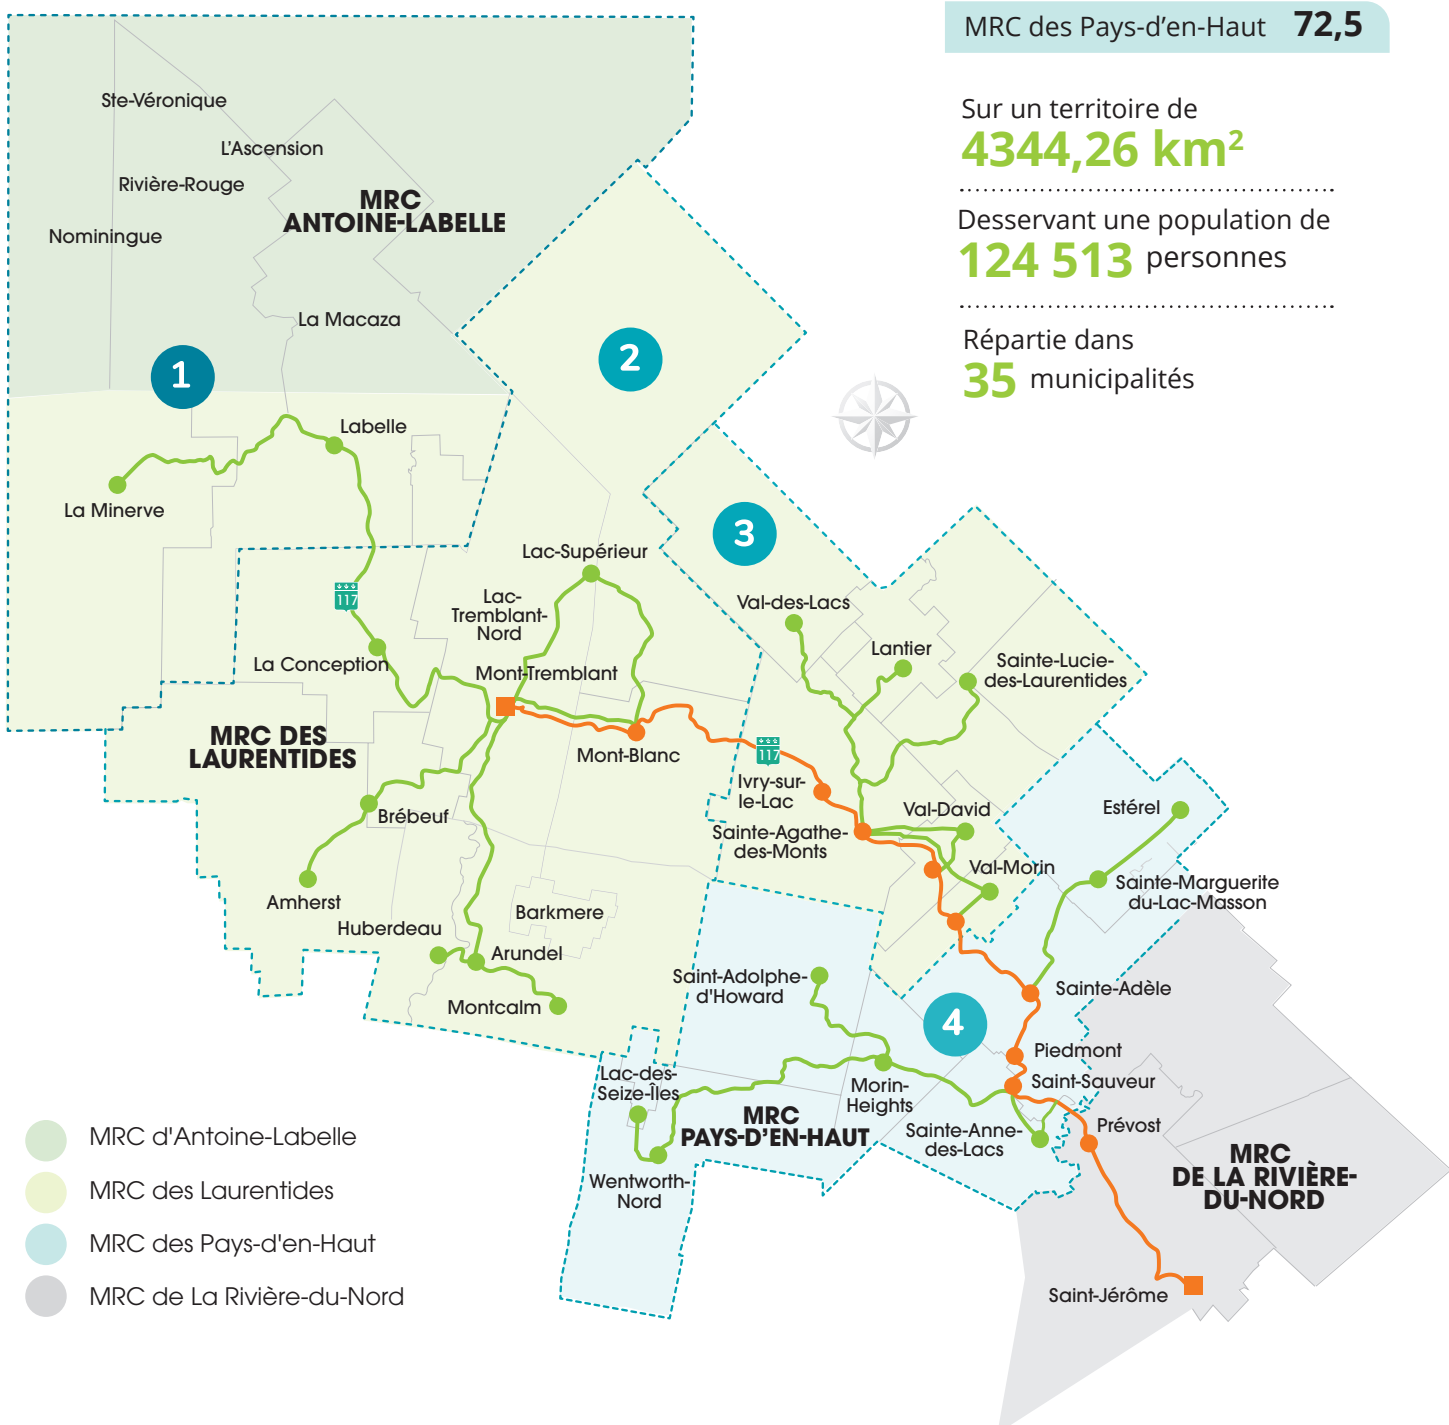 MRC des Pays-d’en-Haut 72,5
Sur un territoire de
4344,26 km²
Desservant une population de
124 513 personnes
Répartie dans
35 municipalités
Ste-Véronique
L'Ascension
Rivière-Rouge
MRC
ANTOINE-LABELLE
Nominingue
La Macaza
1
2
3
4
Labelle
La Minerve
117
Lac-Supérieur
Lac-
Tremblant-
Nord
La Conception
Mont-Tremblant
MRC DES
LAURENTIDES
Mont-Blanc
117
Val-des-Lacs
Lantier
Sainte-Lucie-
des-Laurentides
Ivry-sur-
le-Lac
Sainte-Agathe-
des-Monts
Val-David
Val-Morin
Estérel
Sainte-Marguerite
du-Lac-Masson
Brébeuf
Amherst
Huberdeau
Barkmere
Arundel
Montcalm
Saint-Adolphe-
d'Howard
Sainte-Adèle
Piedmont
Saint-Sauveur
Lac-des-
Seize-Îles
Morin-
Heights
MRC
PAYS-D'EN-HAUT
Sainte-Anne-
des-Lacs
Prévost
Wentworth-
Nord
MRC
DE LA RIVIÈRE-
DU-NORD
Saint-Jérôme
MRC d'Antoine-Labelle
MRC des Laurentides
MRC des Pays-d'en-Haut
MRC de La Rivière-du-Nord